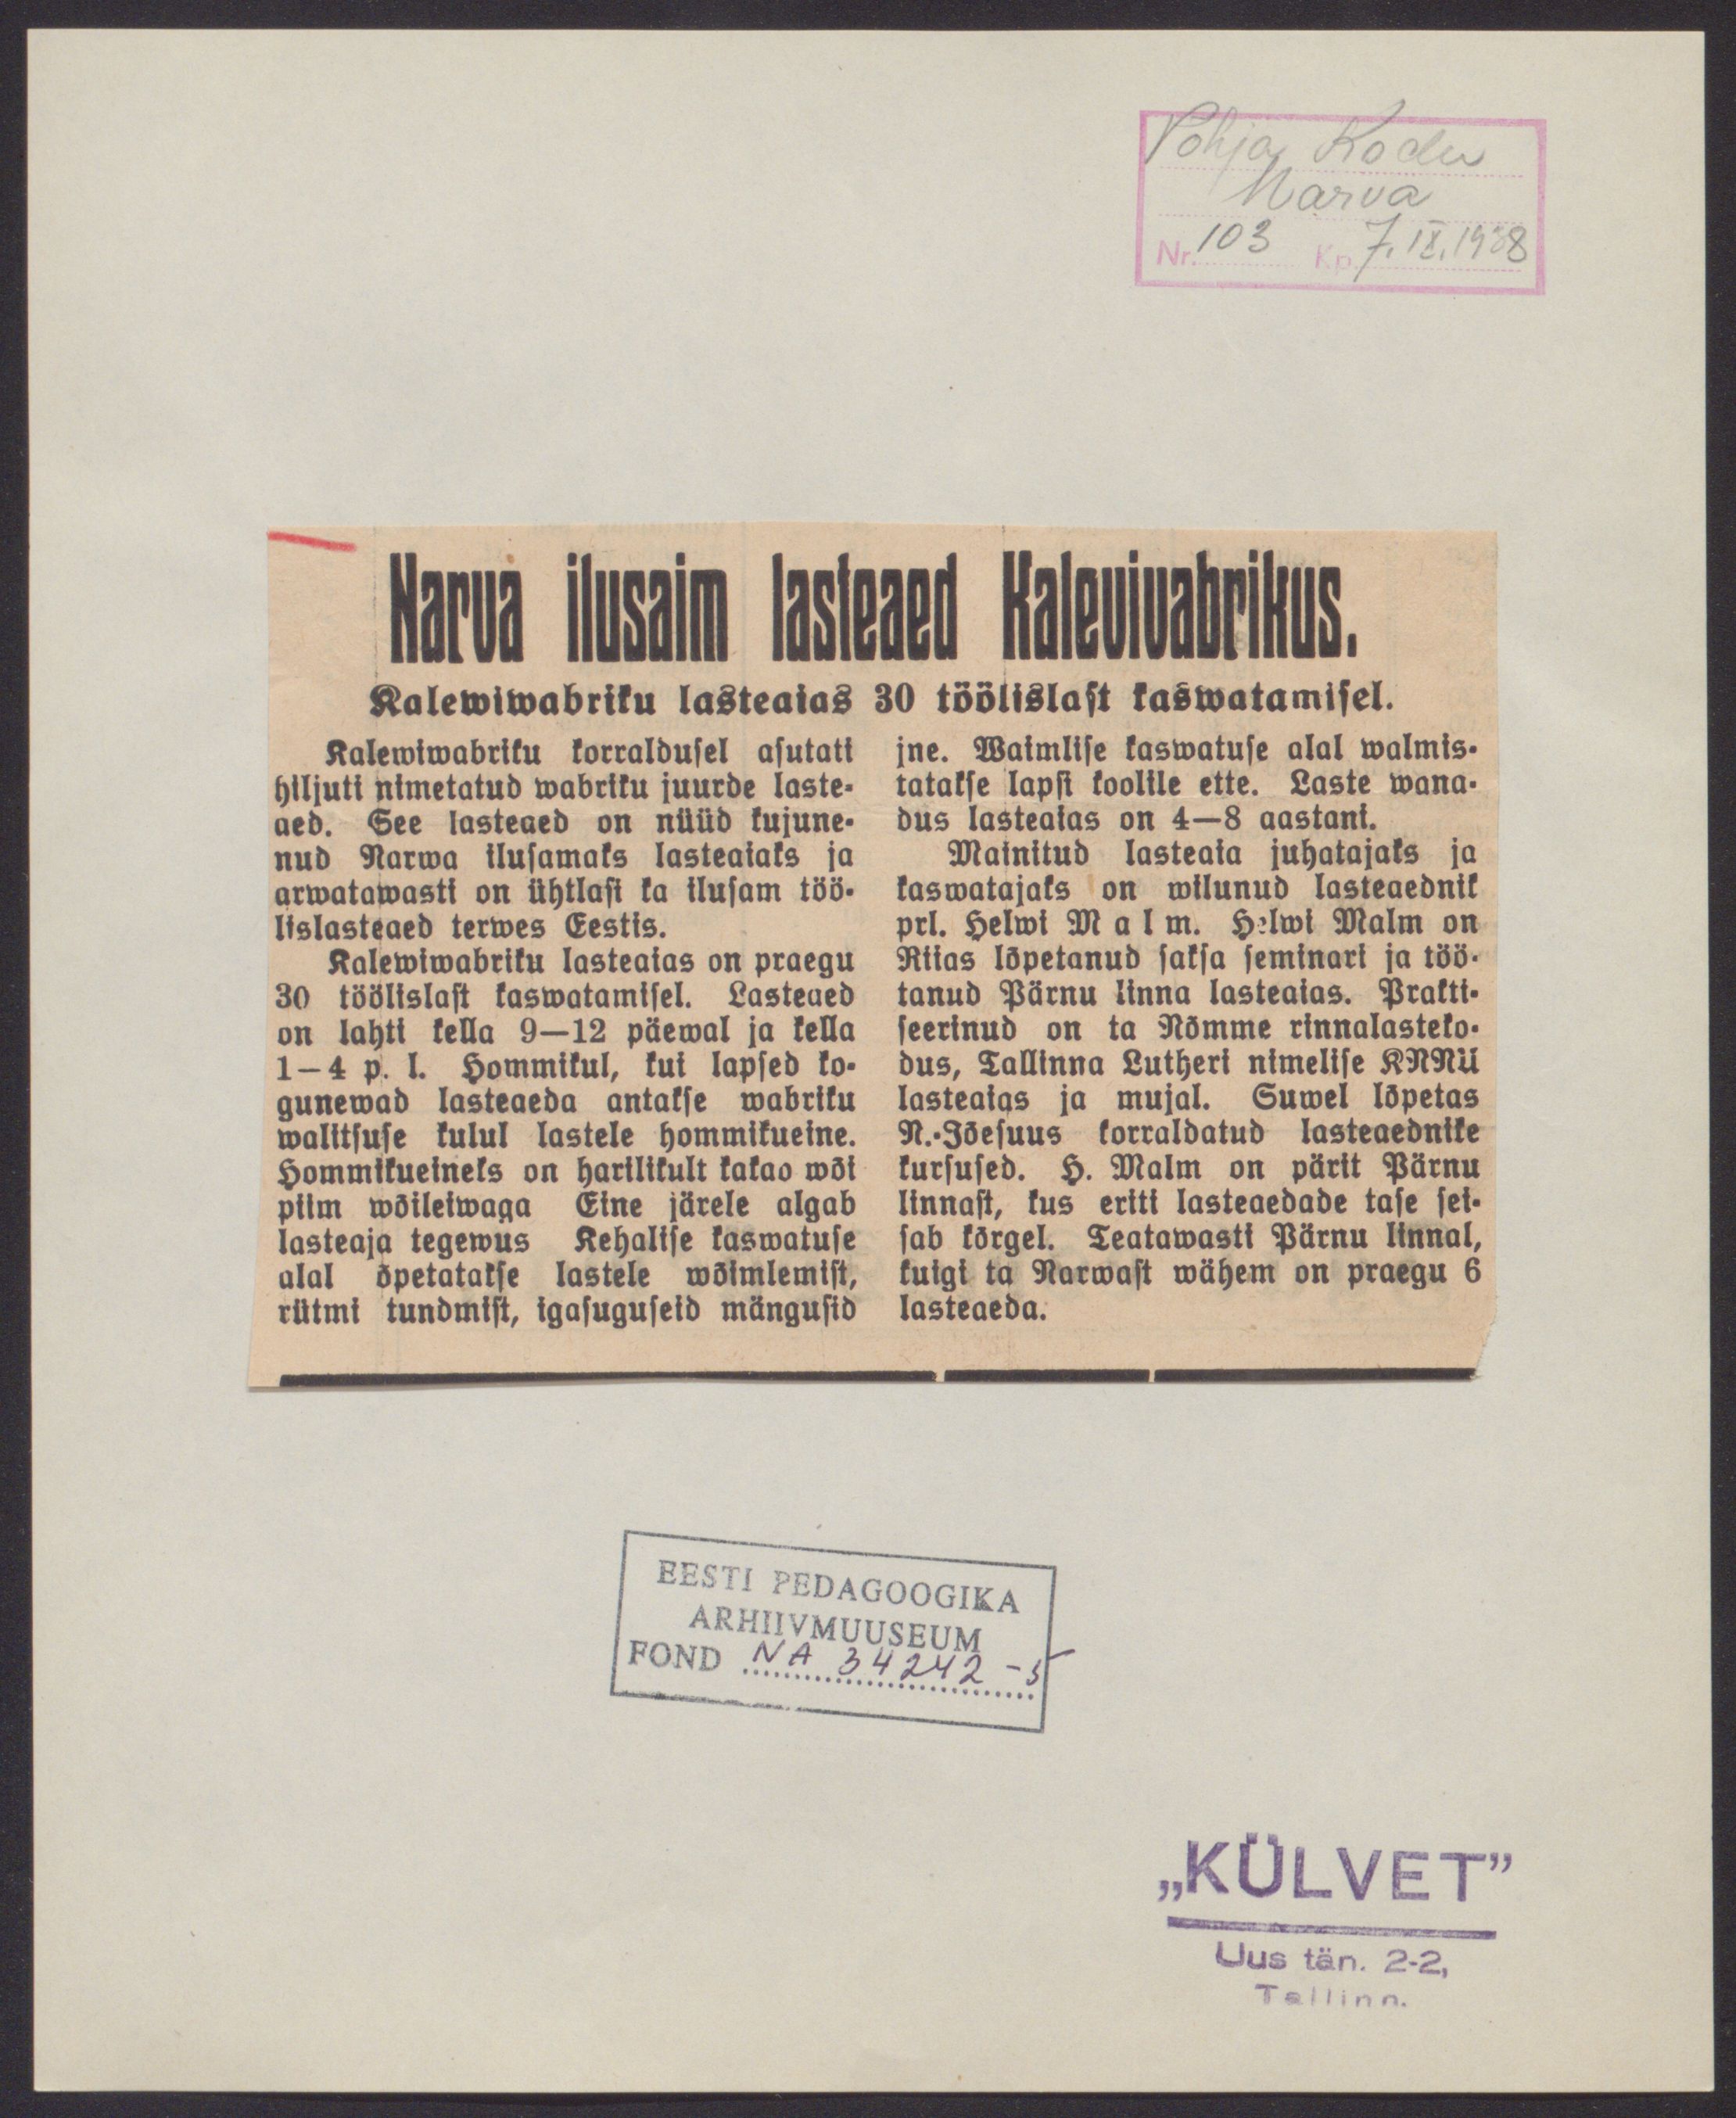 Põhja Kodu
Narva
Nr. 103 Kp. 7. IX. 1938
Narva ilusaim lasteaed Kalevivabrikus.
Kalewiwabriku lasteaias 30 töölislast kaswatamisel.
Kalewiwabriku korraldusel asutati
hiljuti nimetatud wabriku juurde laste-
aed. See lasteaed on nüüd kujune-
nud Narwa ilusamaks lasteaiaks ja
arwatawasti on ühtlasi ka ilusam töö-
lislasteaed terwes Eestis.
Kalewiwabriku lasteaias on praegu
30 töölislast kaswatamisel. Lasteaed
on lahti kella 9—12 päewal ja kella
1—4 p. l. Hommikul, kui lapsed ko-
gunewad lasteaeda antakse wabriku
walitsuse kulul lastele hommikueine.
Hommikueineks on harilikult kakao wõi
piim wõileiwaga Eine järele algab
lasteaja tegewus Kehalise kaswatuse
alal õpetatakse lastele wõimlemist,
rütmi tundmist, igasuguseid mängusid
jne. Waimlise kaswatuse alal walmis-
tatakse lapsi koolile ette. Laste wana-
dus lasteaias on 4—8 aastani.
Mainitud lasteaia juhatajaks ja
kaswatajaks on wilunud lasteaednik
prl. Helwi Malm. Helwi Malm on
Riias lõpetanud saksa seminari ja töö-
tanud Pärnu linna lasteaias. Prakti-
seerinud on ta Nõmme rinnalasteko-
dus, Tallinna Lutheri nimelise KNNÜ
lasteaias ja mujal. Suwel lõpetas
N.-Jõesuus korraldatud lasteaednike
kursused. H. Malm on pärit Pärnu
linnast, kus eriti lasteaedade tase sei-
sab kõrgel. Teatawasti Pärnu linnal,
kuigi ta Narwast wähem on praegu 6
lasteaeda.
EESTI PEDAGOOGIKA
ARHIIVMUUSEUM
FOND NA 34242-5
„KÜLVET”
Uus tän. 2-2,
Tallinn.